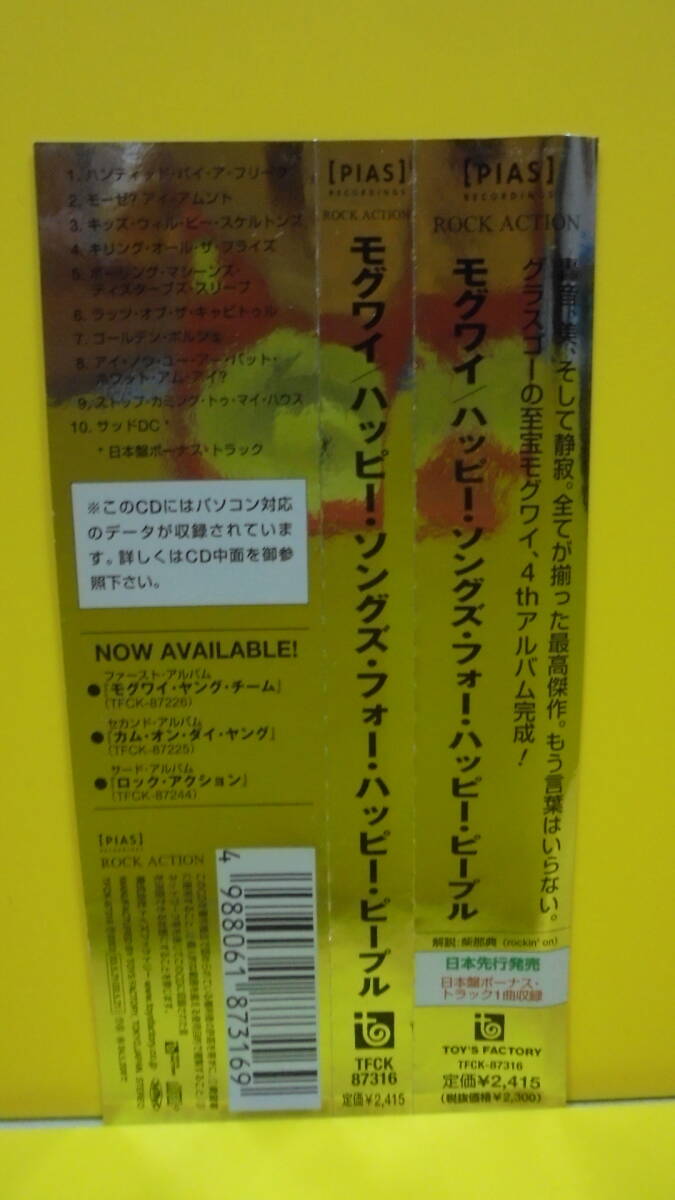 1. ハンティッド・バイ・ア・フリーク
2. モーゼ? アイ・アムント
3. キッズ・ウィル・ビー・スケルトンズ
4. キリング・オール・ザ・フライズ
5. ボーリング・マシーンズ・
ディスターブズ・スリープ
6. ラッツ・オブ・ザ・キャピトゥル
7. ゴールデン・ポルシェ
8. アイ・ノウ・ユー・アー・バット・
ホワット・アム・アイ?
9. ストップ・カミング・トゥ・マイ・ハウス
10. サッドDC *
* 日本盤ボーナス・トラック
※このCDにはパソコン対応
のデータが収録されていま
す。詳しくはCD中面を御参
照下さい。
NOW AVAILABLE!
ファースト・アルバム
●『モグワイ・ヤング・チーム』
(TFCK-87226)
セカンド・アルバム
●『カム・オン・ダイ・ヤング』
(TFCK-87225)
サード・アルバム
●『ロック・アクション』
(TFCK-87244)
[PIAS]
RECORDINGS
ROCK ACTION
4 988061 873169
[PIAS]
RECORDINGS
ROCK ACTION
モグワイ/ハッピー・ソングズ・フォー・ハッピー・ピープル
TFCK
87316
定価¥2,415
[PIAS]
RECORDINGS
ROCK ACTION
美、そして静寂。全てが揃った最高傑作。もう言葉はいらない。
グラスゴーの至宝モグワイ、4thアルバム完成!
モグワイ/ハッピー・ソングズ・フォー・ハッピー・ピープル
解説:柴那典 (rockin' on)
日本先行発売
日本盤ボーナス・
トラック1曲収録
TOY'S FACTORY
TFCK-87316
定価¥2,415
(税抜価格¥2,300)